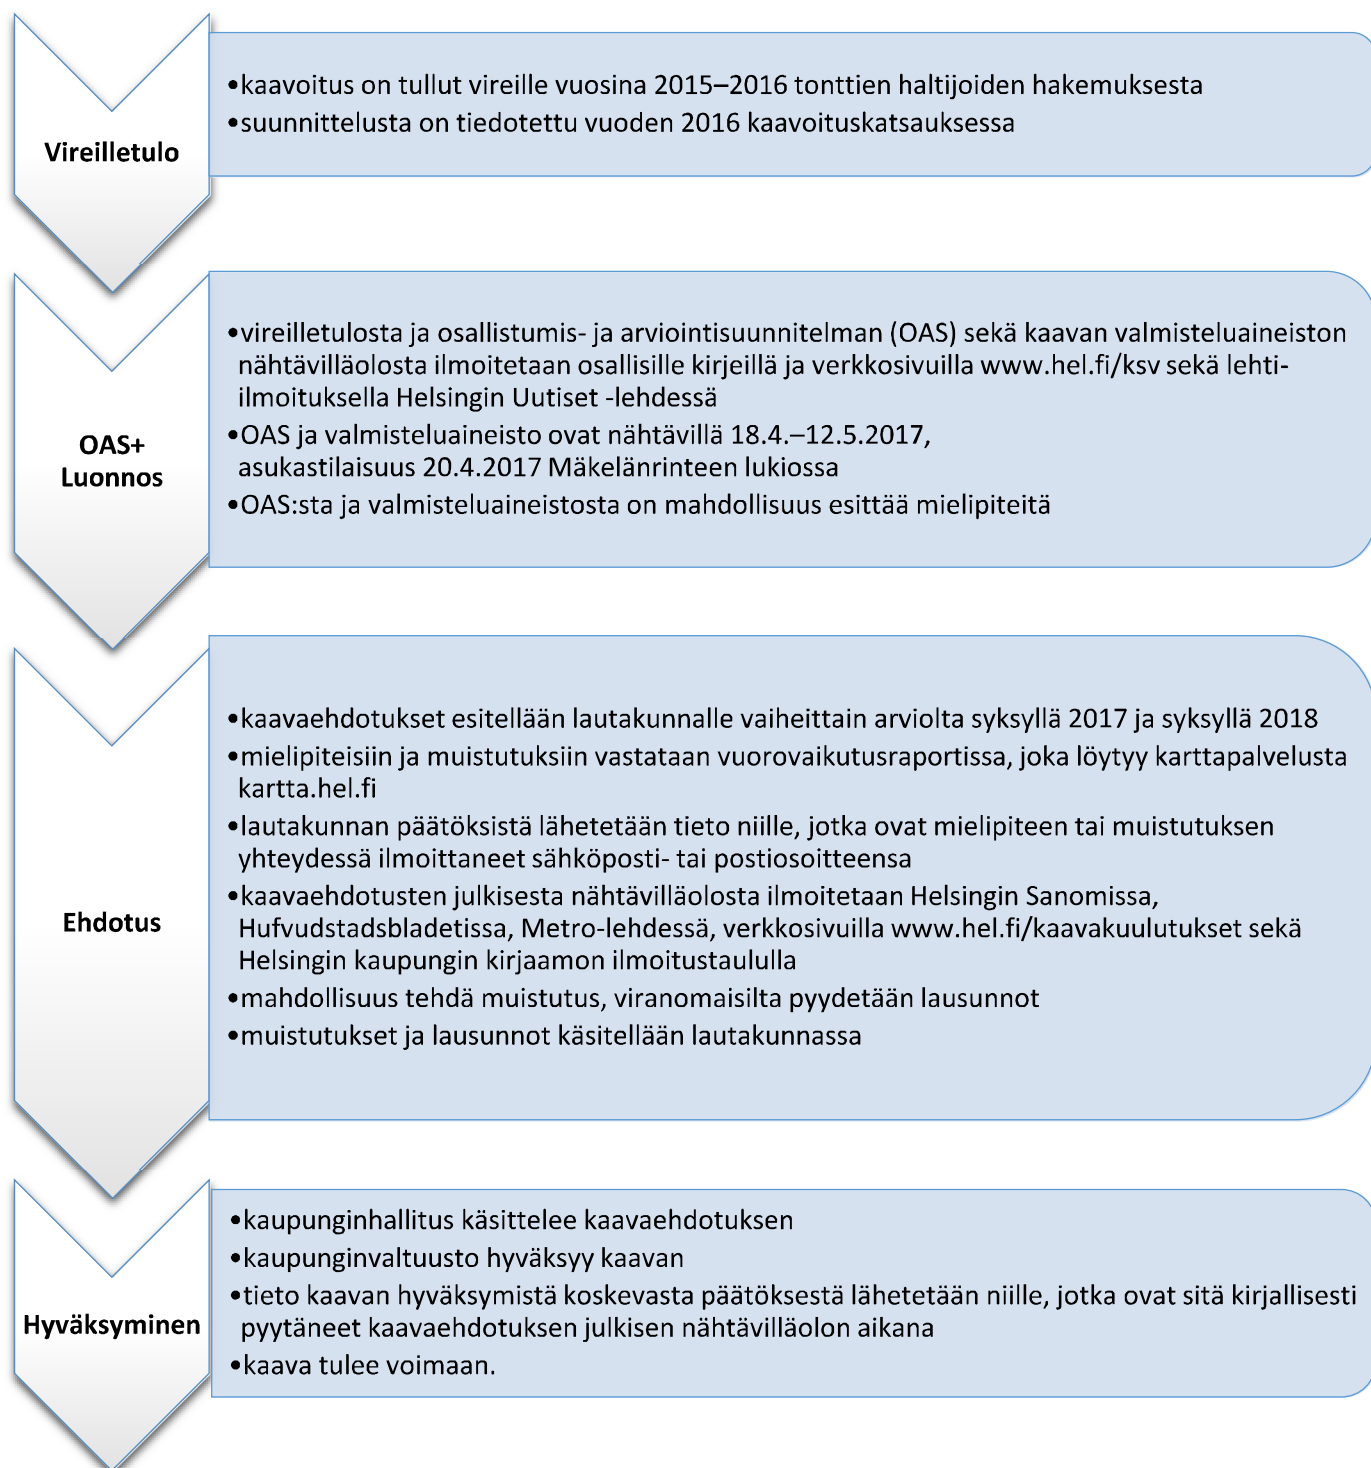 Vireilletulo
•kaavoitus on tullut vireille vuosina 2015–2016 tonttien haltijoiden hakemuksesta
•suunnittelusta on tiedotettu vuoden 2016 kaavoituskatsauksessa
OAS+
Luonnos
•vireilletulosta ja osallistumis- ja arviointisuunnitelman (OAS) sekä kaavan valmisteluaineiston
nähtävilläolosta ilmoitetaan osallisille kirjeillä ja verkkosivuilla www.hel.fi/ksv sekä lehti-
ilmoituksella Helsingin Uutiset -lehdessä
•OAS ja valmisteluaineisto ovat nähtävillä 18.4.–12.5.2017,
asukastilaisuus 20.4.2017 Mäkelänrinteen lukiossa
•OAS:sta ja valmisteluaineistosta on mahdollisuus esittää mielipiteitä
Ehdotus
•kaavaehdotukset esitellään lautakunnalle vaiheittain arviolta syksyllä 2017 ja syksyllä 2018
•mielipiteisiin ja muistutuksiin vastataan vuorovaikutusraportissa, joka löytyy karttapalvelusta
kartta.hel.fi
•lautakunnan päätöksistä lähetetään tieto niille, jotka ovat mielipiteen tai muistutuksen
yhteydessä ilmoittaneet sähköposti- tai postiosoitteensa
•kaavaehdotusten julkisesta nähtävilläolosta ilmoitetaan Helsingin Sanomissa,
Hufvudstadsbladetissa, Metro-lehdessä, verkkosivuilla www.hel.fi/kaavakuulutukset sekä
Helsingin kaupungin kirjaamon ilmoitustaululla
•mahdollisuus tehdä muistutus, viranomaisilta pyydetään lausunnot
•muistutukset ja lausunnot käsitellään lautakunnassa
Hyväksyminen
•kaupunginhallitus käsittelee kaavaehdotuksen
•kaupunginvaltuusto hyväksyy kaavan
•tieto kaavan hyväksymistä koskevasta päätöksestä lähetetään niille, jotka ovat sitä kirjallisesti
pyytäneet kaavaehdotuksen julkisen nähtävilläolon aikana
•kaava tulee voimaan.